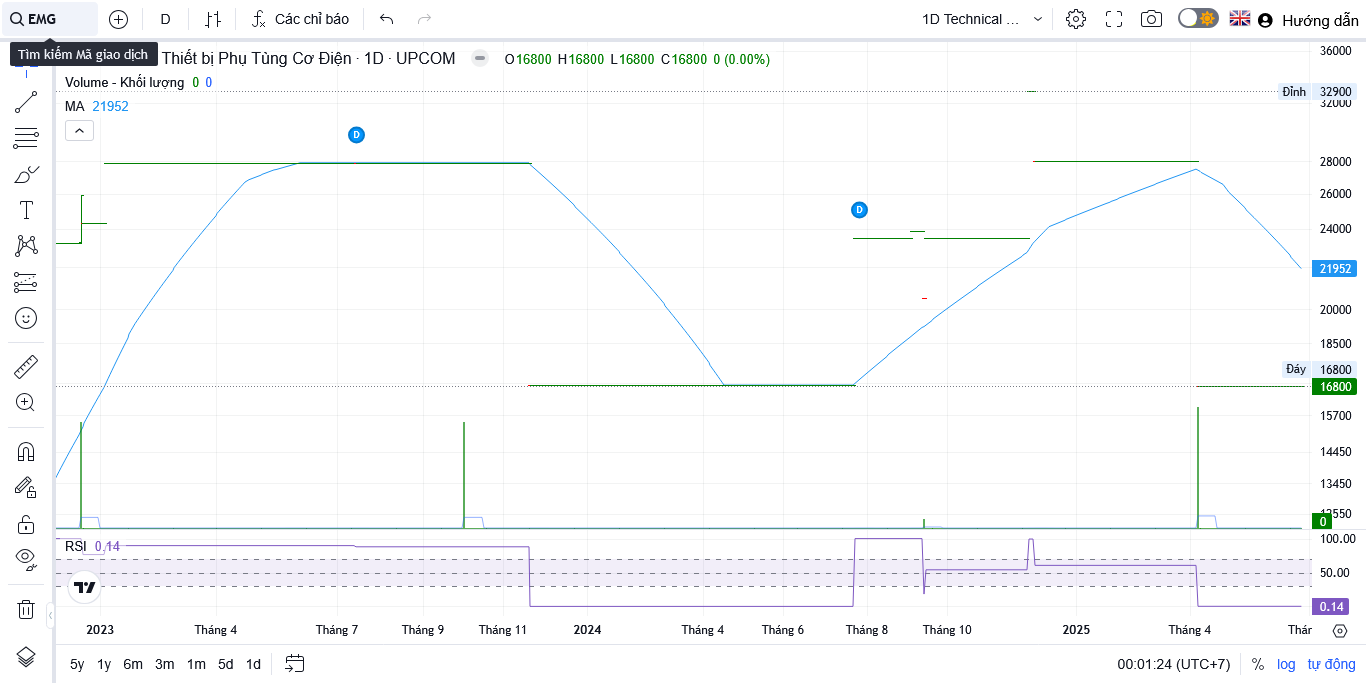 EMG
D
Các chỉ báo
1D Technical ...
Hướng dẫn
Tìm kiếm Mã giao dịch
Thiết bị Phụ Tùng Cơ Điện · 1D · UPCOM
O16800 H16800 L16800 C16800 0 (0.00%)
Volume - Khối lượng 0 0
MA 21952
D
D
36000
Đỉnh 32900
32000
28000
26000
24000
21952
20000
18500
Đáy 16800
16800
15700
14450
13450
12550
0
RSI 0.14
100.00
50.00
0.14
2023
Tháng 4
Tháng 7
Tháng 9
Tháng 11
2024
Tháng 4
Tháng 6
Tháng 8
Tháng 10
2025
Tháng 4
Thár
5y 1y 6m 3m 1m 5d 1d
00:01:24 (UTC+7)
% log tự động